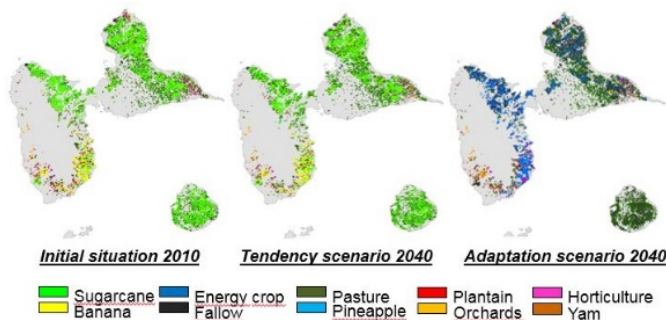 Initial situation 2010 Tendency scenario 2040 Adaptation scenario 2040
Sugarcane Energy crop Pasture Plantain Horticulture
Banana Fallow Pineapple Orchards Yam